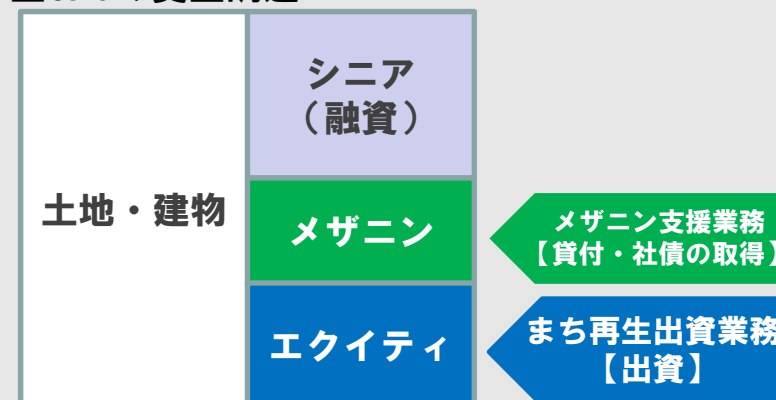 土地・建物
シニア
（融資）
メザニン
エクイティ
メザニン支援業務
【貸付・社債の取得】
まち再生出資業務
【出資】